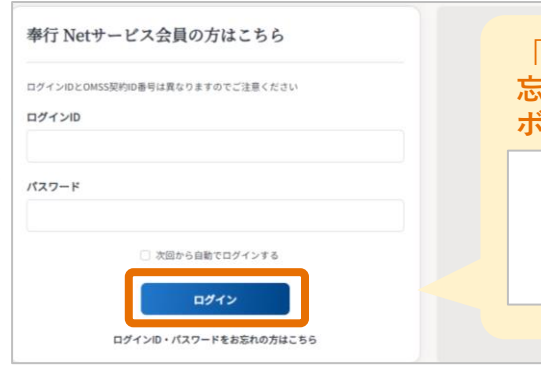 奉行 Netサービス会員の方はこちら
ログインIDとOMSS契約ID番号は異なりますのでご注意ください
ログインID
パスワード
次回から自動でログインする
ログイン
ログインID・パスワードをお忘れの方はこちら
「
忘
ボ